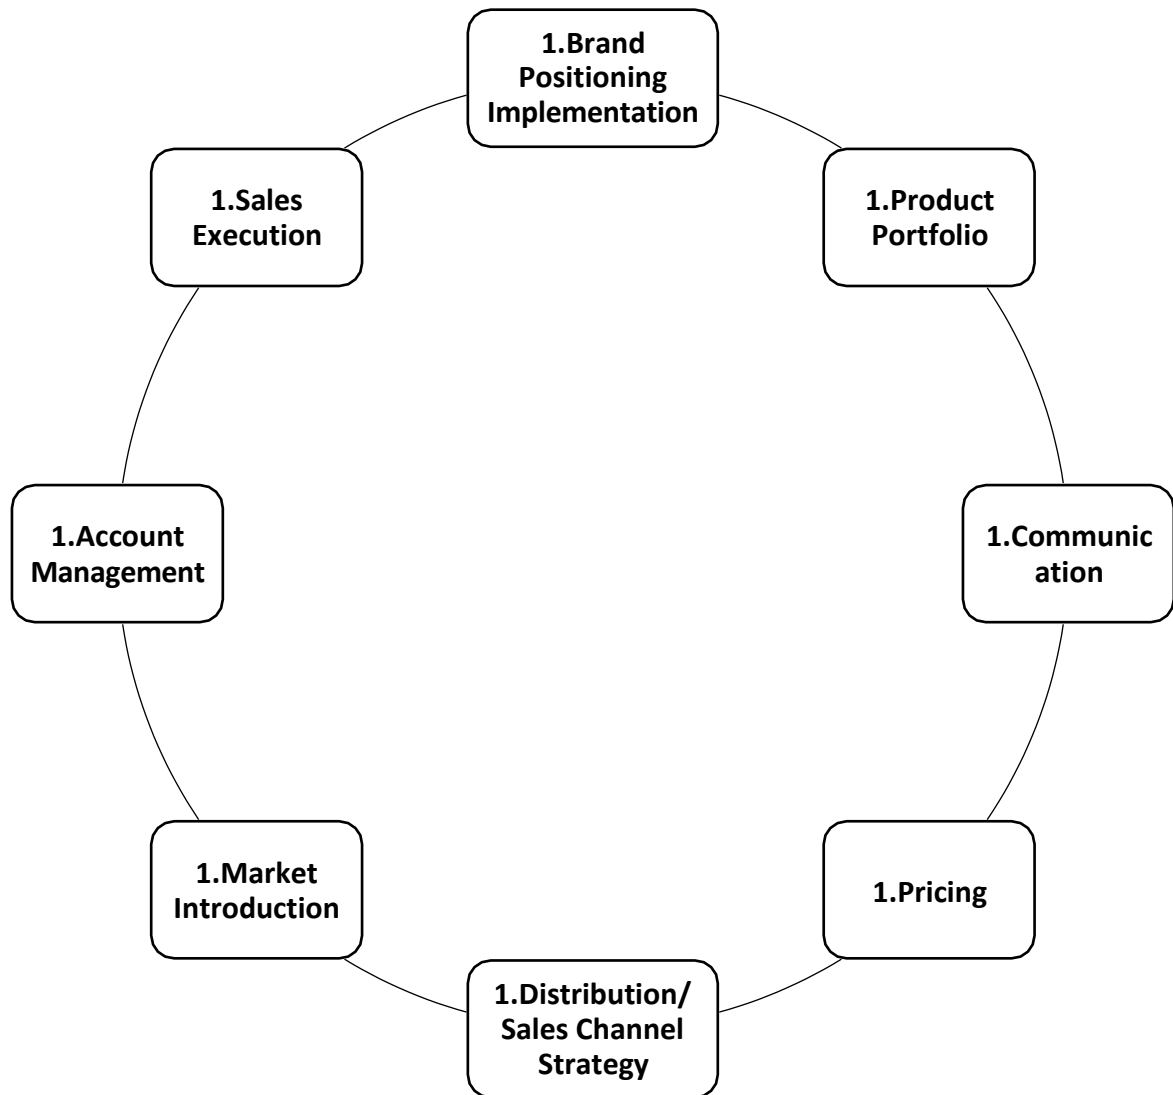 1.Brand
Positioning
Implementation
1.Product
Portfolio
1.Communic
ation
1.Pricing
1.Distribution/
Sales Channel
Strategy
1.Market
Introduction
1.Account
Management
1.Sales
Execution